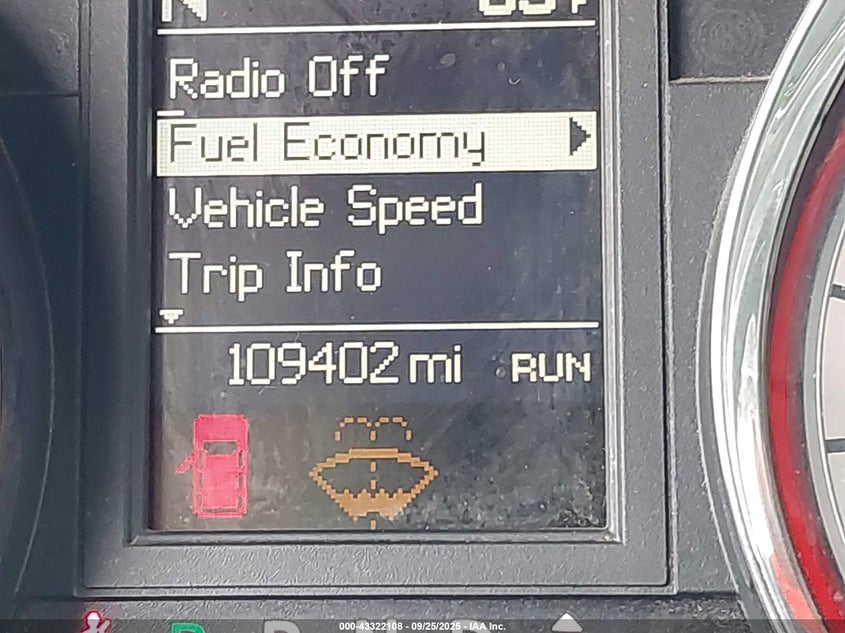 N
Radio Off
Fuel Economy
Vehicle Speed
Trip Info
109402 mi RUN
000-43322108 - 09/25/2025 - IAA Inc.